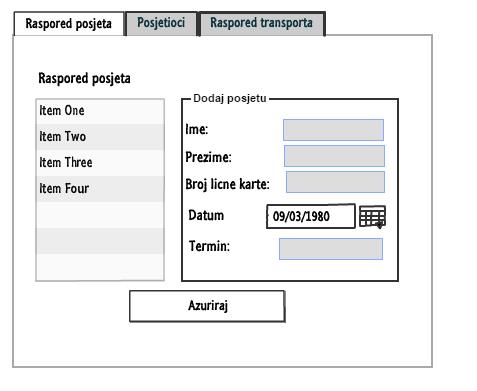 Raspored posjeta Posjetioci Raspored transporta
Raspored posjeta
Item One
Item Two
Item Three
Item Four
Dodaj posjetu
Ime:
Prezime:
Broj licne karte:
Datum 09/03/1980
Termin:
Azuriraj